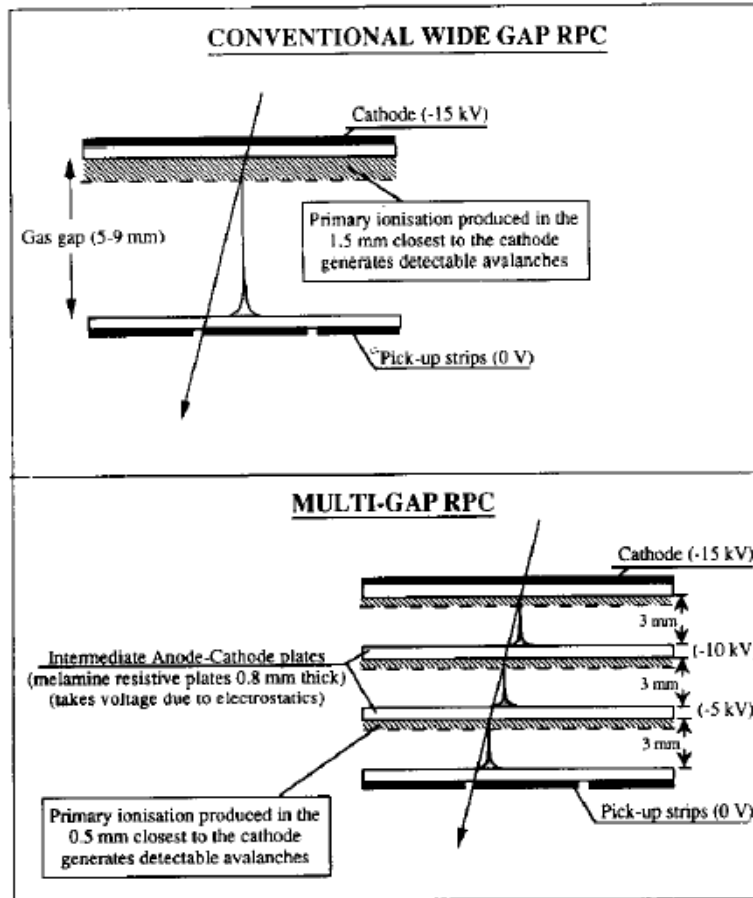 CONVENTIONAL WIDE GAP RPC
Cathode (-15 kV)
Gas gap (5-9 mm)
Primary ionisation produced in the
1.5 mm closest to the cathode
generates detectable avalanches
Pick-up strips (0 V)
MULTI-GAP RPC
Cathode (-15 kV)
3 mm
Intermediate Anode-Cathode plates
(melamine resistive plates 0.8 mm thick)
(takes voltage due to electrostatics)
(-10 kV
3 mm
(-5 kV)
3 mm
Primary ionisation produced in the
0.5 mm closest to the cathode
generates detectable avalanches
Pick-up strips (0 V)